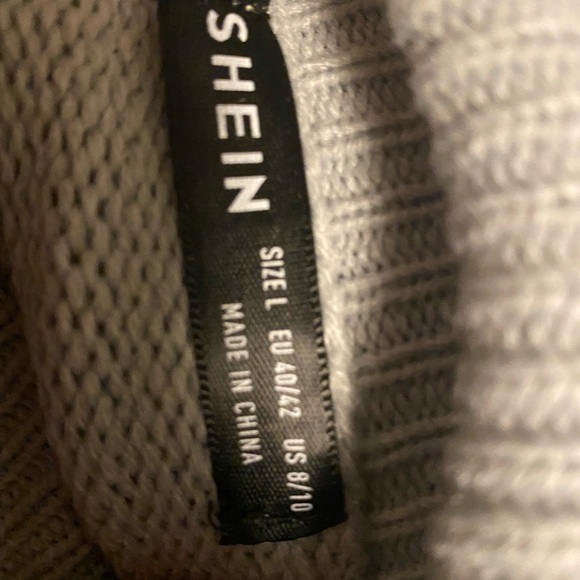 SHEIN
SIZE L EU 40/42 US 8/10
MADE IN CHINA